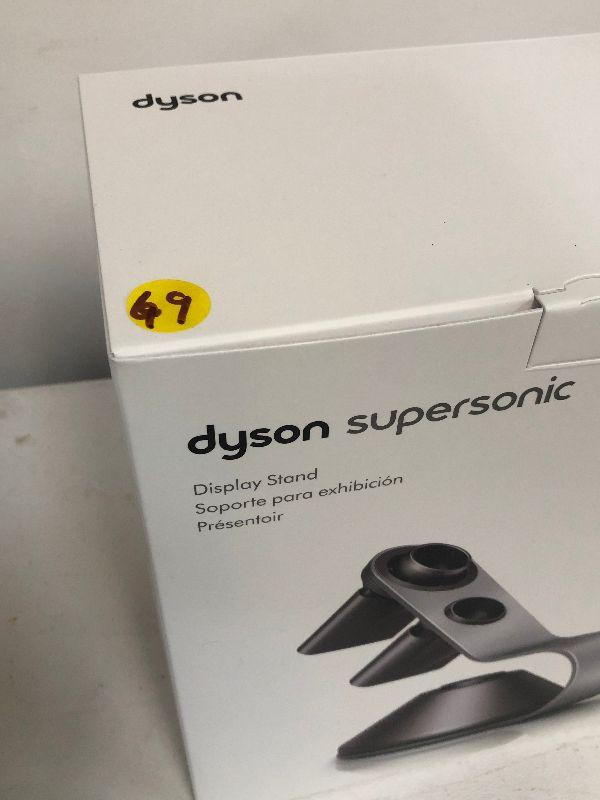 dyson
49
dyson supersonic
Display Stand
Soporte para exhibición
Présentoir